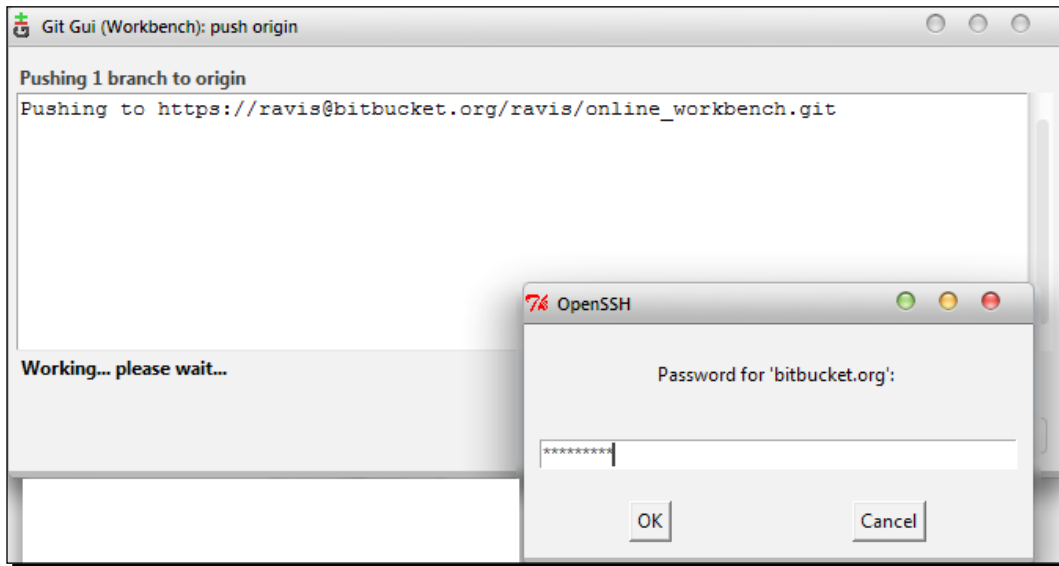 Git Gui (Workbench): push origin
Pushing 1 branch to origin
Pushing to https://ravis@bitbucket.org/ravis/online_workbench.git
Working... please wait...
OpenSSH
Password for 'bitbucket.org':
*********
OK Cancel